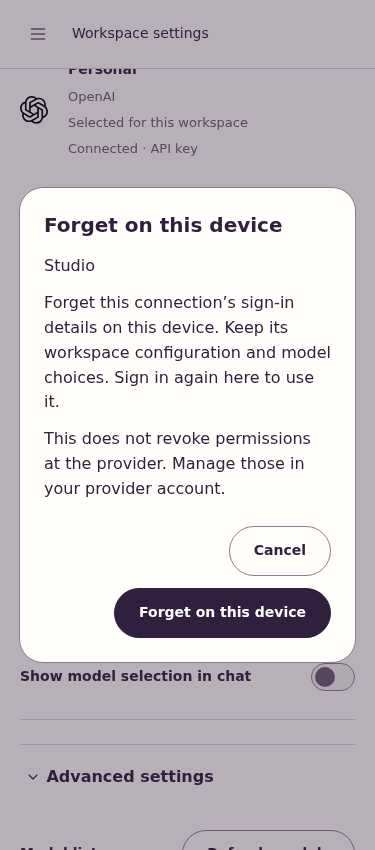 Workspace settings
Personal
OpenAI
Selected for this workspace
Connected · API key
Forget on this device
Studio
Forget this connection’s sign-in
details on this device. Keep its
workspace configuration and model
choices. Sign in again here to use
it.
This does not revoke permissions
at the provider. Manage those in
your provider account.
Cancel
Forget on this device
Show model selection in chat
Advanced settings